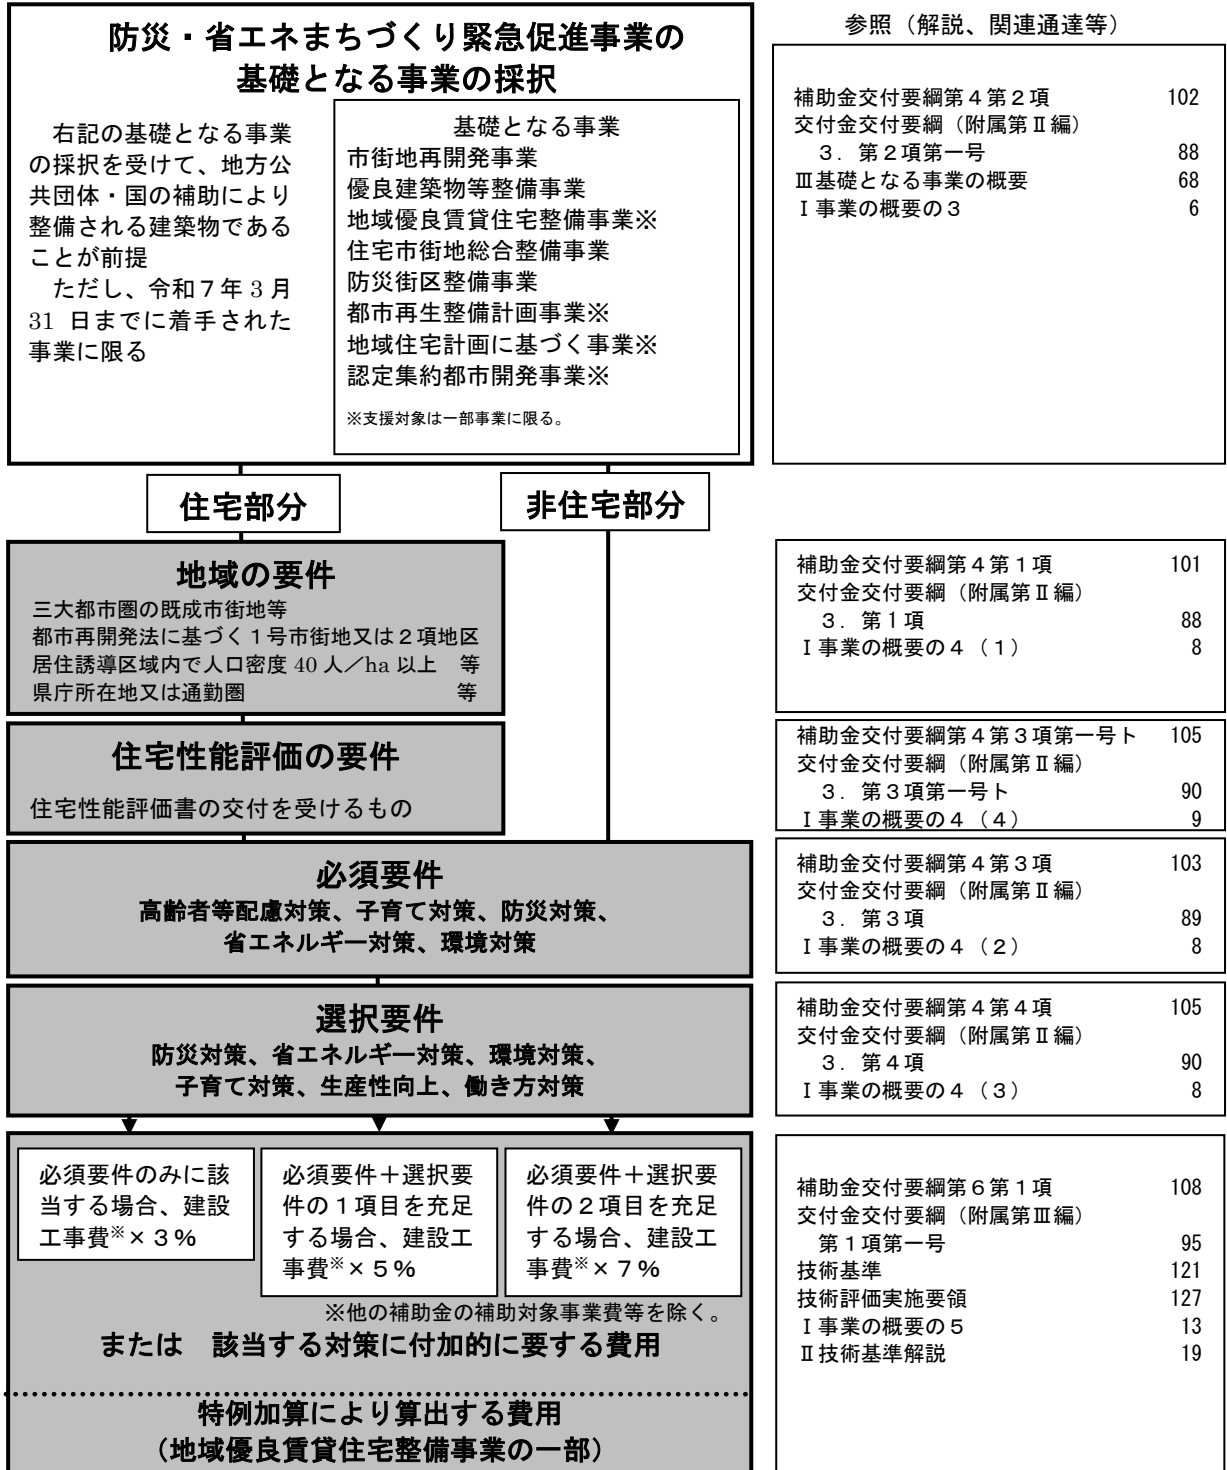 防災・省エネまちづくり緊急促進事業の
基礎となる事業の採択
右記の基礎となる事業
の採択を受けて、地方公
共団体・国の補助により
整備される建築物である
ことが前提
ただし、令和７年 3 月
31 日までに着手された
事業に限る
基礎となる事業
市街地再開発事業
優良建築物等整備事業
地域優良賃貸住宅整備事業※
住宅市街地総合整備事業
防災街区整備事業
都市再生整備計画事業※
地域住宅計画に基づく事業※
認定集約都市開発事業※
※支援対象は一部事業に限る。
参照（解説、関連通達等）
補助金交付要綱第４第２項 102
交付金交付要綱（附属第Ⅱ編）
３．第２項第一号 88
Ⅲ基礎となる事業の概要 68
Ⅰ事業の概要の３ 6
住宅部分
非住宅部分
地域の要件
三大都市圏の既成市街地等
都市再開発法に基づく１号市街地又は２項地区
居住誘導区域内で人口密度 40 人／ha 以上 等
県庁所在地又は通勤圏 等
補助金交付要綱第４第１項 101
交付金交付要綱（附属第Ⅱ編）
３．第１項 88
Ⅰ事業の概要の４（１） 8
住宅性能評価の要件
住宅性能評価書の交付を受けるもの
補助金交付要綱第４第３項第一号ト 105
交付金交付要綱（附属第Ⅱ編）
３．第３項第一号ト 90
Ⅰ事業の概要の４（４） 9
必須要件
高齢者等配慮対策、子育て対策、防災対策、
省エネルギー対策、環境対策
補助金交付要綱第４第３項 103
交付金交付要綱（附属第Ⅱ編）
３．第３項 89
Ⅰ事業の概要の４（２） 8
選択要件
防災対策、省エネルギー対策、環境対策、
子育て対策、生産性向上、働き方対策
補助金交付要綱第４第４項 105
交付金交付要綱（附属第Ⅱ編）
３．第４項 90
Ⅰ事業の概要の４（３） 8
必須要件のみに該
当する場合、建設
工事費※×３％
必須要件＋選択要
件の１項目を充足
する場合、建設工
事費※×５％
必須要件＋選択要
件の２項目を充足
する場合、建設工
事費※×７％
※他の補助金の補助対象事業費等を除く。
または　該当する対策に付加的に要する費用
特例加算により算出する費用
（地域優良賃貸住宅整備事業の一部）
補助金交付要綱第６第１項 108
交付金交付要綱（附属第Ⅲ編）
第１項第一号 95
技術基準 121
技術評価実施要領 127
Ⅰ事業の概要の５ 13
Ⅱ技術基準解説 19